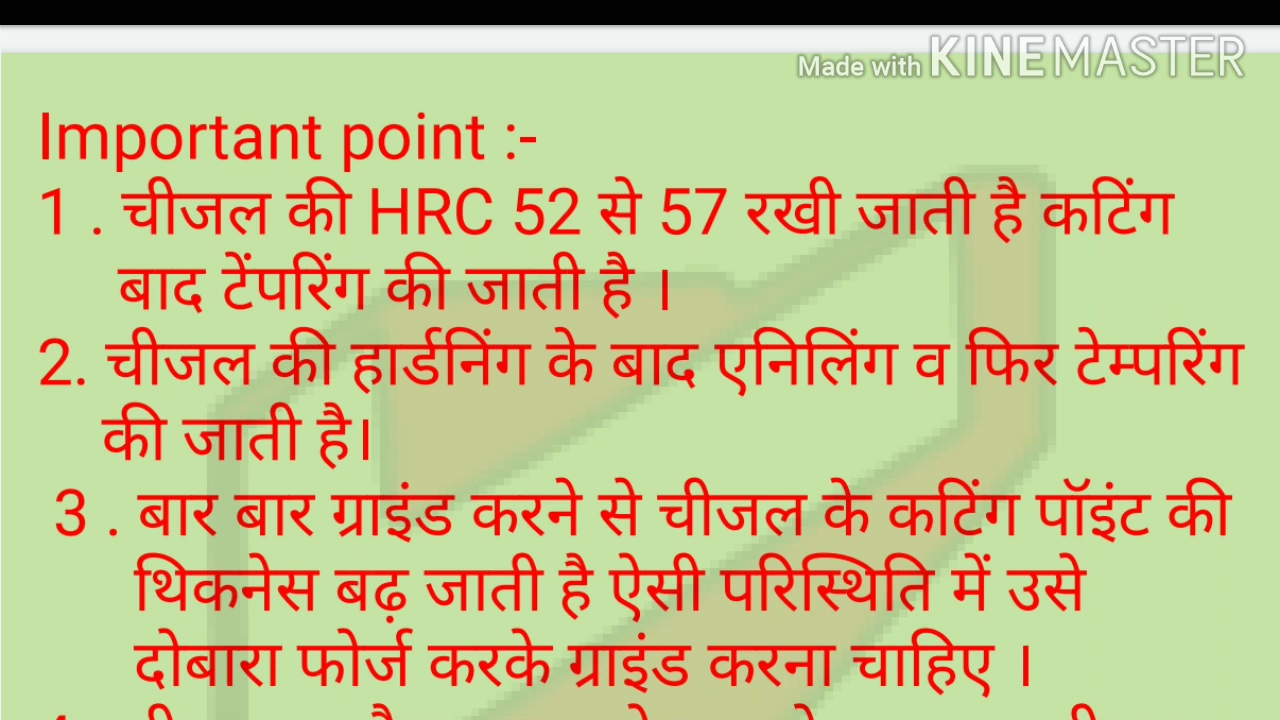 Made with KINEMASTER
Important point :-
1 . चीजल की HRC 52 से 57 रखी जाती है कटिंग
बाद टेंपरिंग की जाती है ।
2. चीजल की हार्डनिंग के बाद एनिलिंग व फिर टेम्परिंग
की जाती है।
3 . बार बार ग्राइंड करने से चीजल के कटिंग पॉइंट की
थिकनेस बढ़ जाती है ऐसी परिस्थिति में उसे
दोबारा फोर्ज करके ग्राइंड करना चाहिए ।